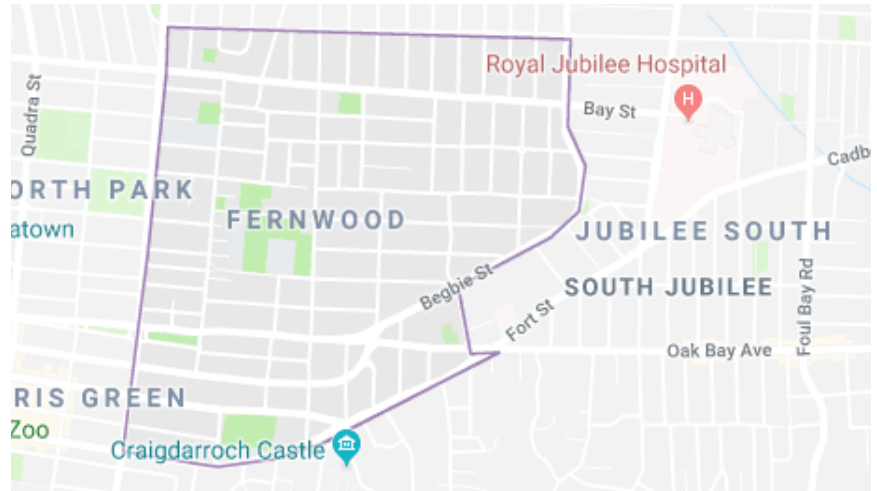 Royal Jubilee Hospital
H
Bay St
Quadra St
Cadb
ORTH PARK
FERNWOOD
atown
JUBILEE SOUTH
Begbie St
SOUTH JUBILEE
Fort St
Foul Bay Rd
Oak Bay Ave
RIS GREEN
Zoo
Craigdarroch Castle